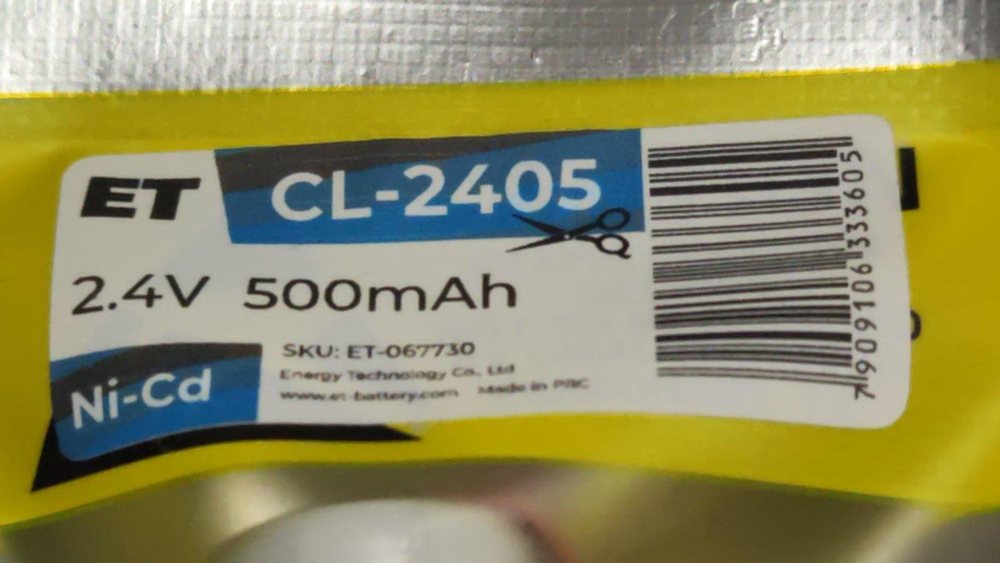 ET
CL-2405
2.4V 500mAh
Ni-Cd
SKU: ET-067730
Energy Technology Co., Ltd
www.et-battery.com Made in PRC
7909106333605